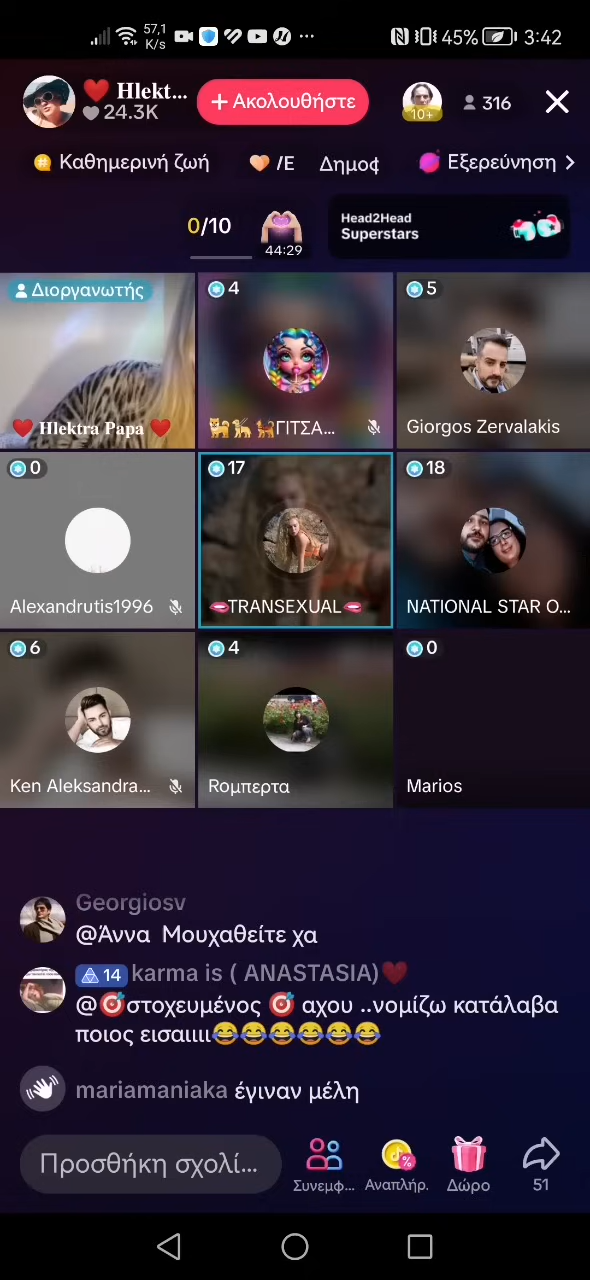 57,1
K/s
45%
3:42
❤️ Hlekt...
24.3K
+ Ακολουθήστε
10+
316
Καθημερινή ζωή
/E
Δημοφ
Εξερεύνηση >
0/10
44:29
Head2Head
Superstars
Διοργανωτής
❤️ Hlektra Papa ❤️
4
🐕🐩🐈ΓΙΤΣΑ...
5
Giorgos Zervalakis
0
Alexandrutis1996
17
👄TRANSEXUAL👄
18
NATIONAL STAR O...
6
Ken Aleksandra...
4
Ρομπερτα
0
Marios
Georgiosv
@Άννα Μουχαθείτε χα
14 karma is ( ANASTASIA)❤️
@🎯στοχευμένος 🎯 αχου ..νομίζω κατάλαβα
ποιος εισαιιιι😂😂😂😂😂😂
mariamaniaka έγιναν μέλη
Προσθήκη σχολί...
Συνεμφ...
Αναπλήρ.
Δώρο
51